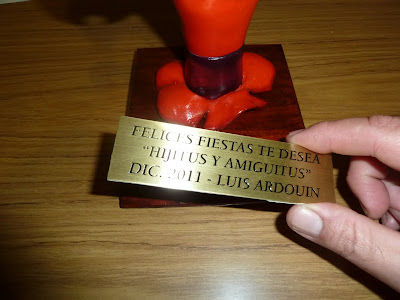 FELICES FIESTAS TE DESEA
"HIJITUS Y AMIGUITUS"
DIC. 2011 - LUIS ARDOUIN